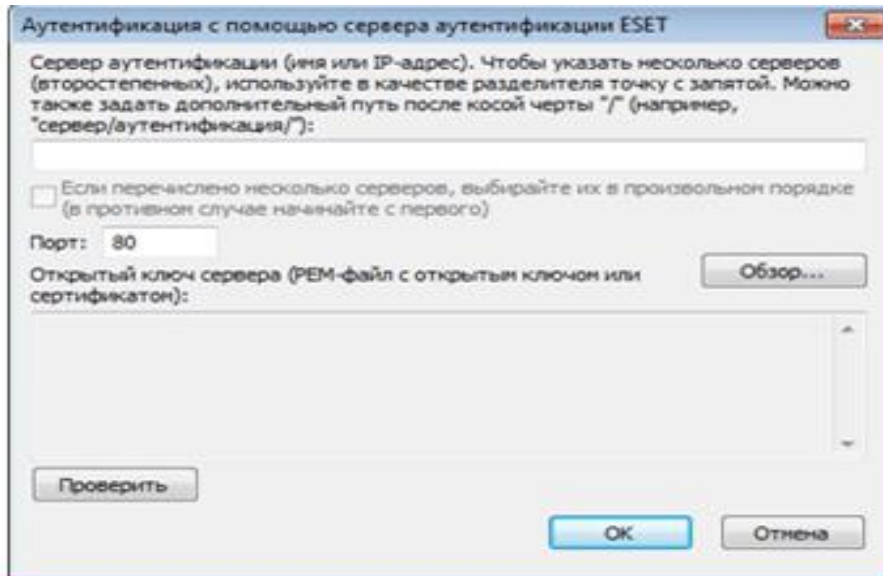 Аутентификация с помощью сервера аутентификации ESET
Сервер аутентификации (имя или IP-адрес). Чтобы указать несколько серверов
(второстепенных), используйте в качестве разделителя точку с запятой. Можно
также задать дополнительный путь после косой черты "/" (например,
"сервер/аутентификация/"):
Если перечислено несколько серверов, выбирайте их в произвольном порядке
(в противном случае начинайте с первого)
Порт: 80
Открытый ключ сервера (PEM-файл с открытым ключом или
сертификатом):
Обзор...
Проверить
OK
Отмена